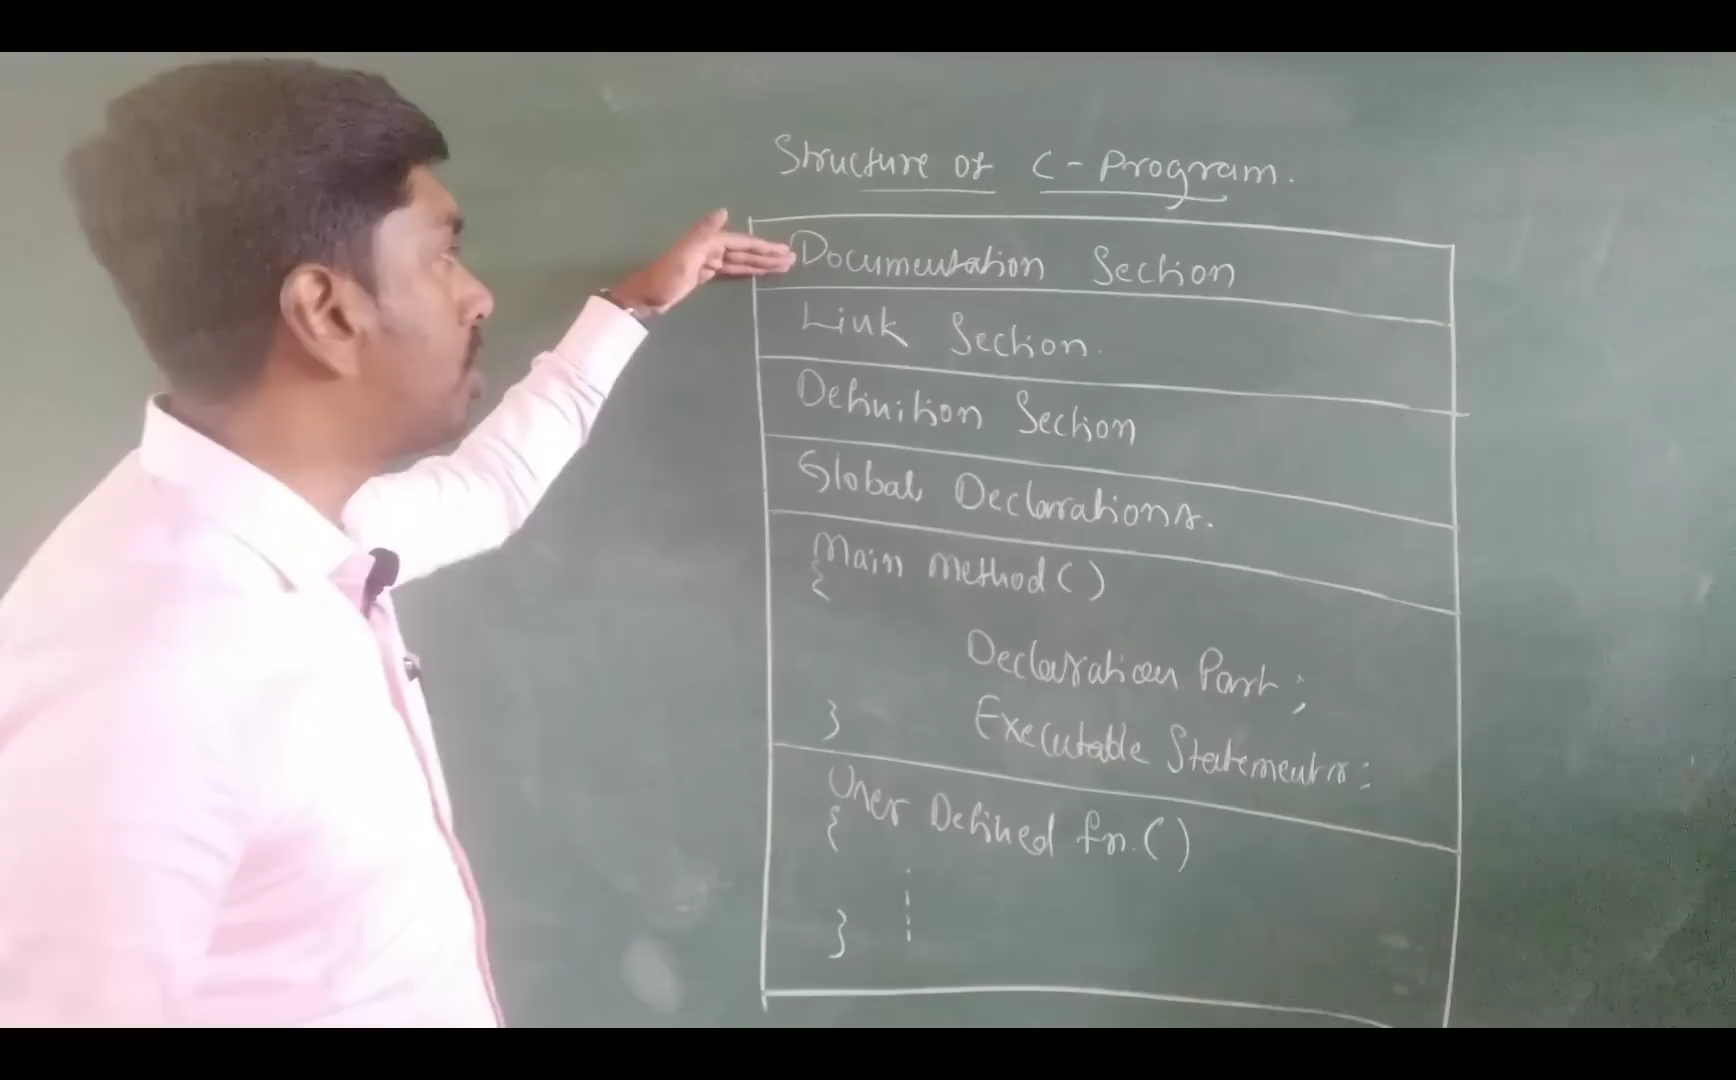 Structure of C-Program.
Documentation Section
Link Section.
Definition Section
Global Declarations.
Main Method()
{
Declaration Part;
Executable Statements;
}
User Defined fn.()
{
}